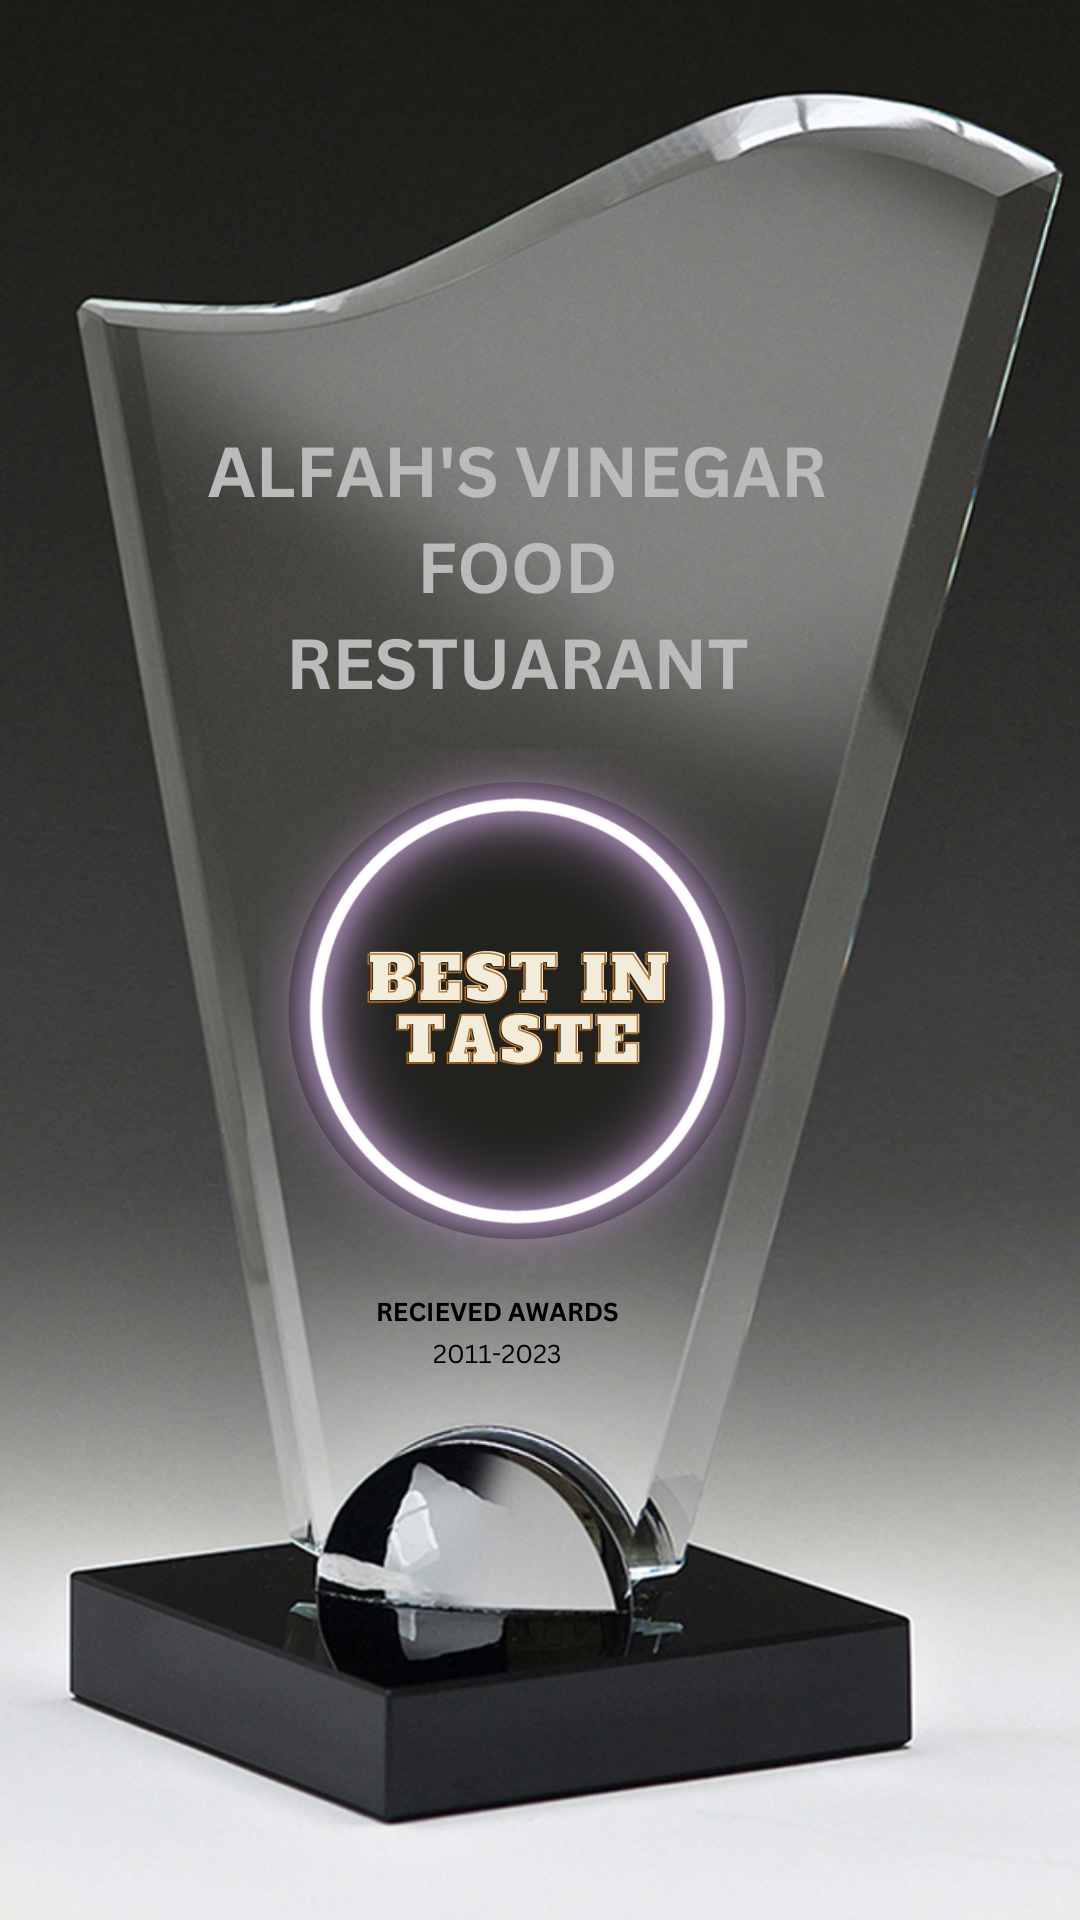 ALFAH'S VINEGAR
FOOD
RESTUARANT
BEST IN
TASTE
RECIEVED AWARDS
2011-2023